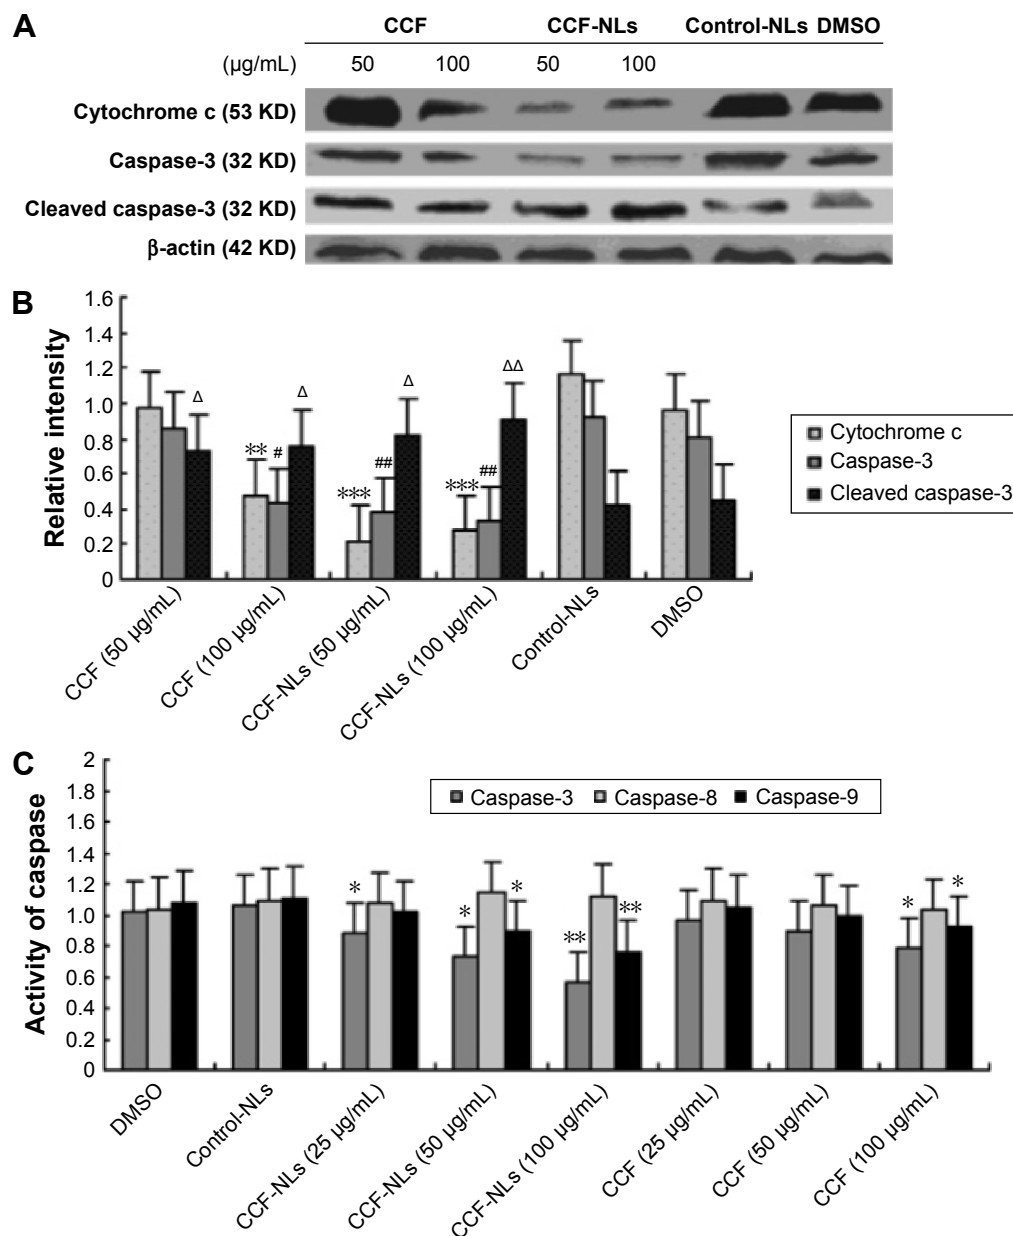 A
CCF CCF-NLs Control-NLs DMSO
(µg/mL) 50 100 50 100
Cytochrome c (53 KD)
Caspase-3 (32 KD)
Cleaved caspase-3 (32 KD)
β-actin (42 KD)
B
Relative intensity
1.6
1.4
1.2
1.0
0.8
0.6
0.4
0.2
0
Δ
** # Δ
*** ## Δ
*** ## ΔΔ
CCF (50 µg/mL)
CCF (100 µg/mL)
CCF-NLs (50 µg/mL)
CCF-NLs (100 µg/mL)
Control-NLs
DMSO
Cytochrome c
Caspase-3
Cleaved caspase-3
C
Activity of caspase
2
1.8
1.6
1.4
1.2
1.0
0.8
0.6
0.4
0.2
0
Caspase-3 Caspase-8 Caspase-9
*
* *
** **
* *
DMSO
Control-NLs
CCF-NLs (25 µg/mL)
CCF-NLs (50 µg/mL)
CCF-NLs (100 µg/mL)
CCF (25 µg/mL)
CCF (50 µg/mL)
CCF (100 µg/mL)